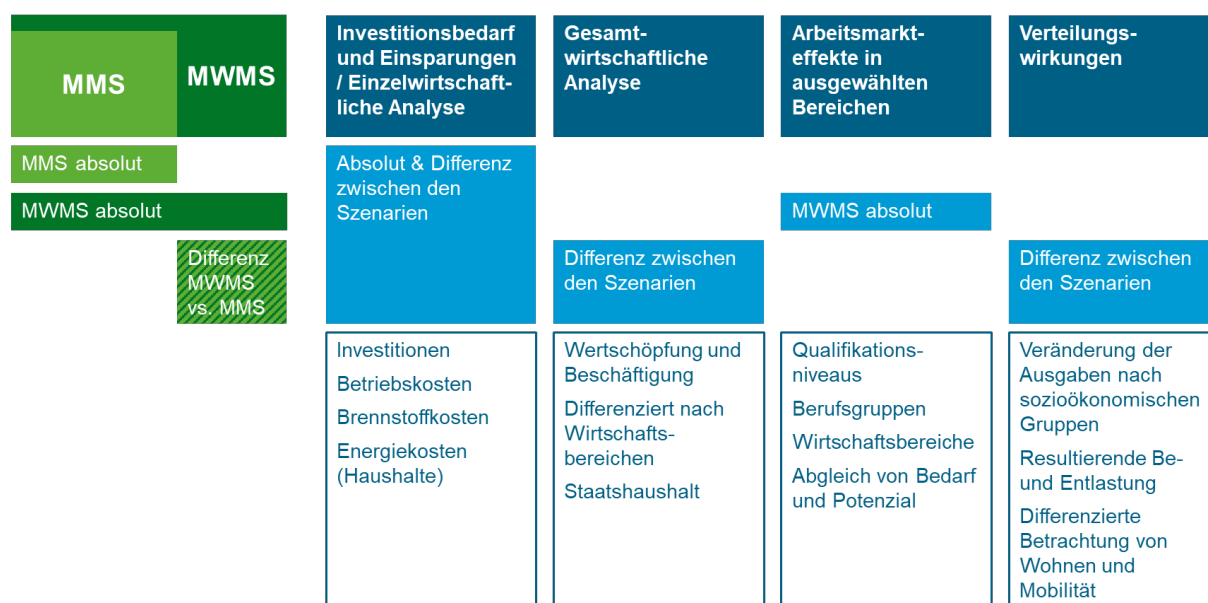 MMS
MWMS
MMS absolut
MWMS absolut
Differenz
MWMS
vs. MMS
Investitionsbedarf
und Einsparungen
/ Einzelwirtschaft-
liche Analyse
Absolut & Differenz
zwischen den
Szenarien
Investitionen
Betriebskosten
Brennstoffkosten
Energiekosten
(Haushalte)
Gesamt-
wirtschaftliche
Analyse
Differenz zwischen
den Szenarien
Wertschöpfung und
Beschäftigung
Differenziert nach
Wirtschafts-
bereichen
Staatshaushalt
Arbeitsmarkt-
effekte in
ausgewählten
Bereichen
MWMS absolut
Qualifikations-
niveaus
Berufsgruppen
Wirtschaftsbereiche
Abgleich von Bedarf
und Potenzial
Verteilungs-
wirkungen
Differenz zwischen
den Szenarien
Veränderung der
Ausgaben nach
sozioökonomischen
Gruppen
Resultierende Be-
und Entlastung
Differenzierte
Betrachtung von
Wohnen und
Mobilität